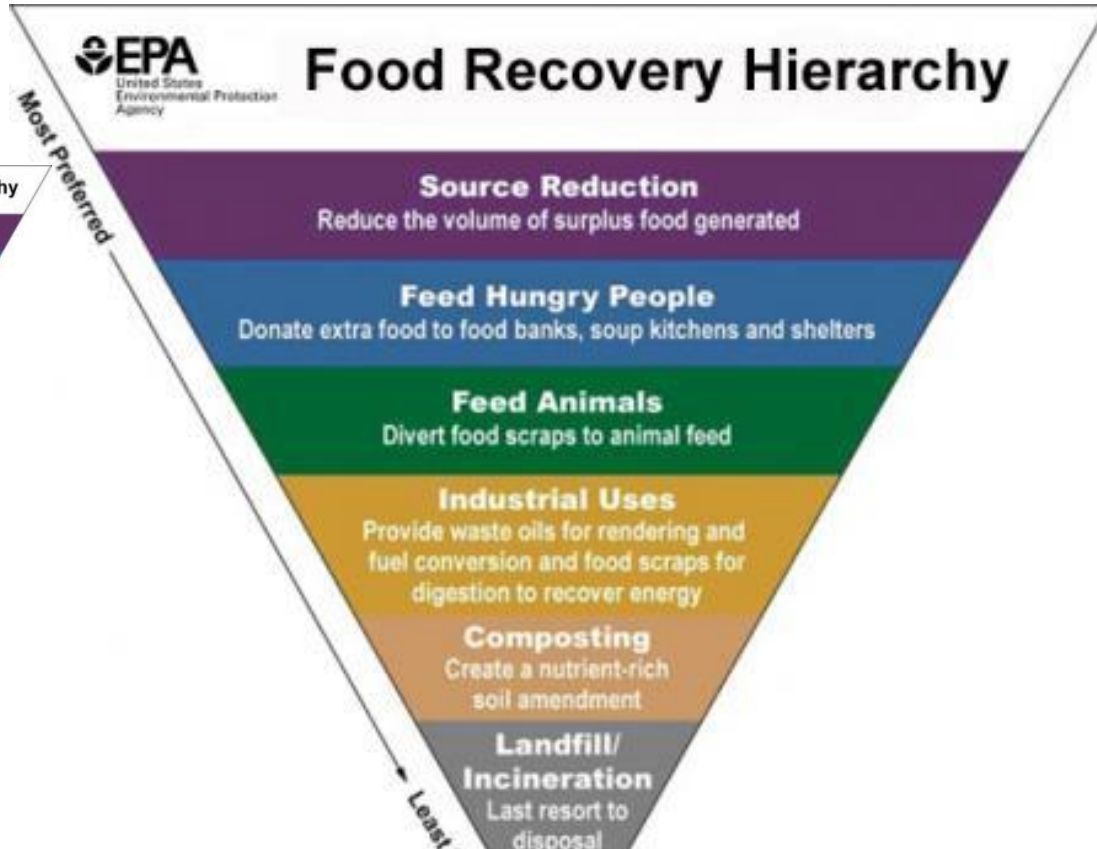 EPA
United States
Environmental Protection
Agency
Food Recovery Hierarchy
hy
Most Preferred
Source Reduction
Reduce the volume of surplus food generated
Feed Hungry People
Donate extra food to food banks, soup kitchens and shelters
Feed Animals
Divert food scraps to animal feed
Industrial Uses
Provide waste oils for rendering and
fuel conversion and food scraps for
digestion to recover energy
Composting
Create a nutrient-rich
soil amendment
Landfill/
Incineration
Last resort to
disposal
Least